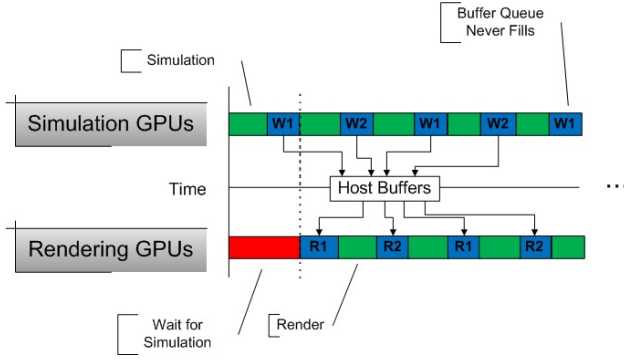 Buffer Queue
Never Fills
Simulation
Simulation GPUs
W1 W2 W1 W2 W1
Time
Host Buffers
...
Rendering GPUs
R1 R2 R1 R2
Wait for
Simulation
Render